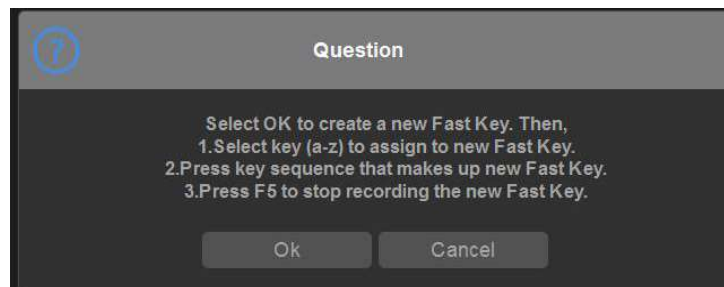 Question
Select OK to create a new Fast Key. Then,
1.Select key (a-z) to assign to new Fast Key.
2.Press key sequence that makes up new Fast Key.
3.Press F5 to stop recording the new Fast Key.
Ok
Cancel